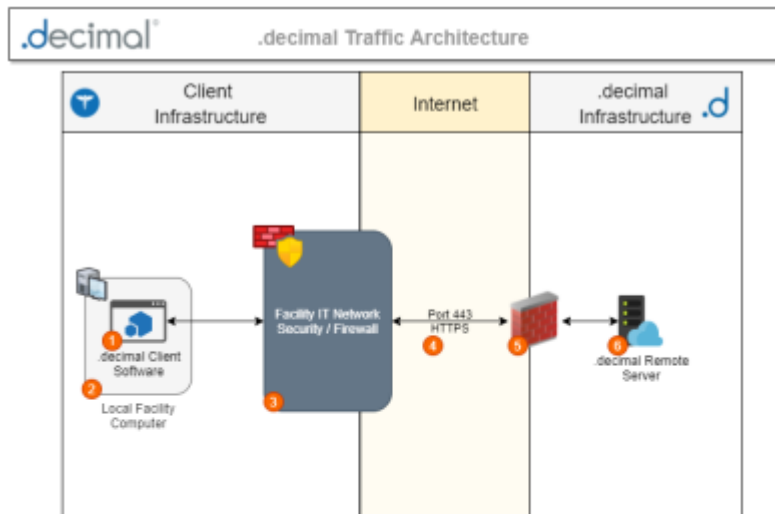 .decimal®
.decimal Traffic Architecture
Client
Infrastructure
Internet
.decimal
Infrastructure
.d
Facility IT Network
Security / Firewall
Port 443
HTTPS
1
.decimal Client
Software
2
Local Facility
Computer
3
4
5
6
.decimal Remote
Server